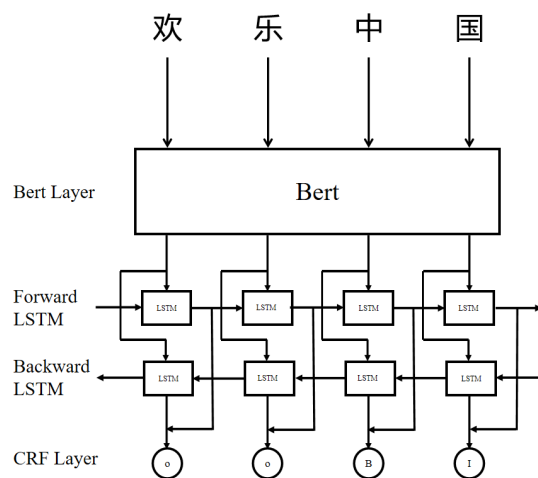 欢 乐 中 国
Bert Layer
Bert
Forward LSTM
LSTM LSTM LSTM LSTM
Backward LSTM
LSTM LSTM LSTM LSTM
CRF Layer
o o B I